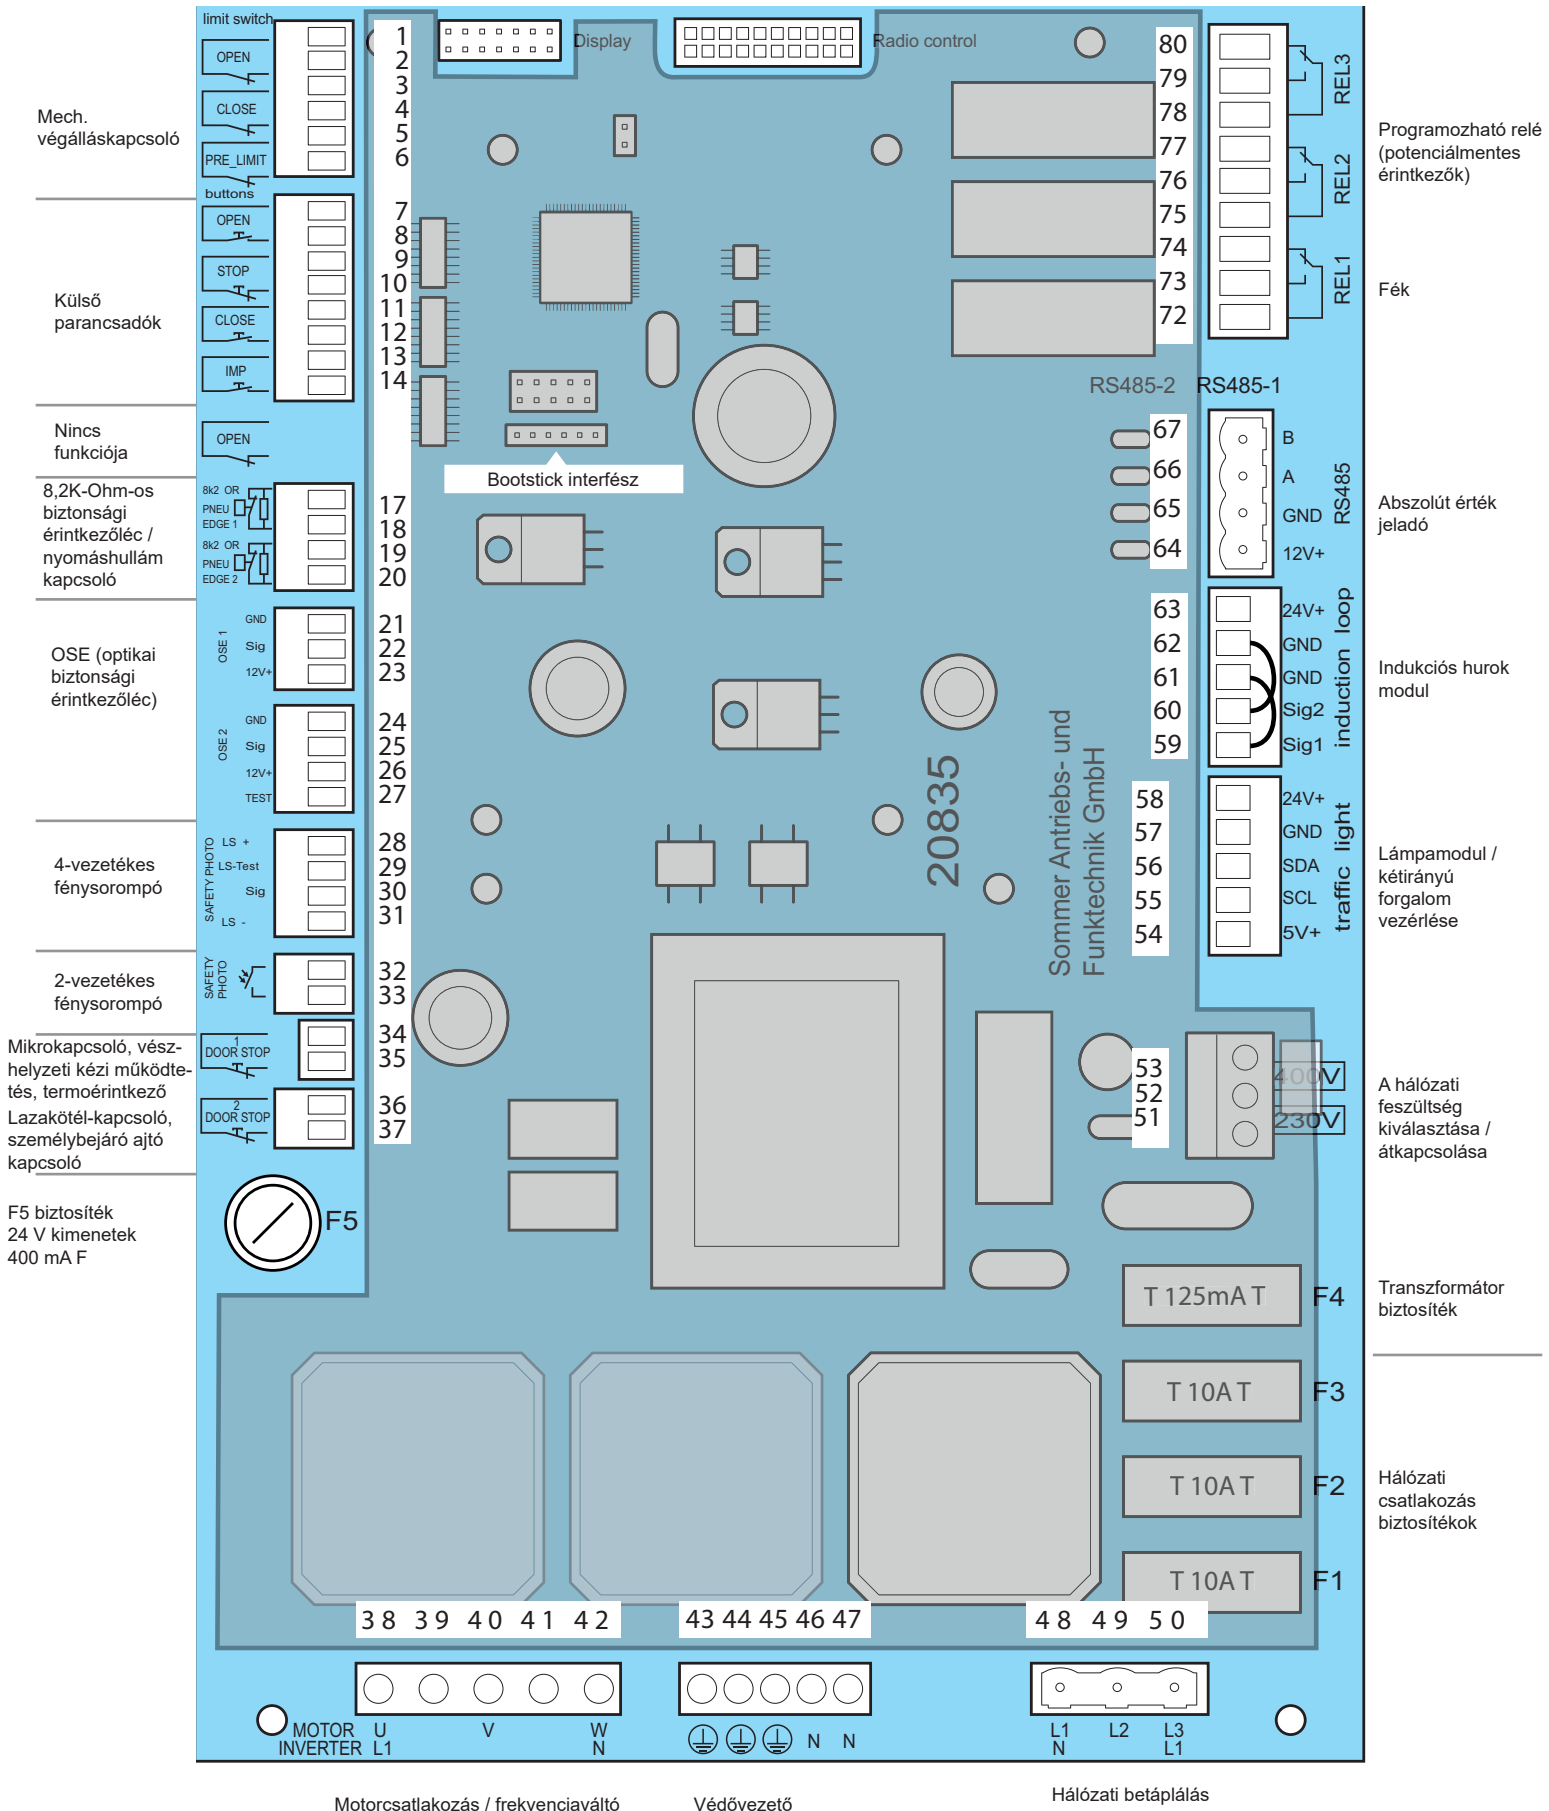 limit switch
OPEN
CLOSE
PRE_LIMIT
Mech.
végálláskapcsoló
1
2
3
4
5
6
Display
Radio control
buttons
OPEN
STOP
CLOSE
IMP
Külső
parancsadók
7
8
9
10
11
12
13
14
OPEN
Nincs
funkciója
Bootstick interfész
8,2K-Ohm-os
biztonsági
érintkezőléc /
nyomáshullám
kapcsoló
8k2 OR
PNEU
EDGE 1
8k2 OR
PNEU
EDGE 2
17
18
19
20
OSE (optikai
biztonsági
érintkezőléc)
OSE 1
GND
Sig
12V+
21
22
23
OSE 2
GND
Sig
12V+
TEST
24
25
26
27
4-vezetékes
fénysorompó
SAFETY PHOTO
LS +
LS-Test
Sig
LS -
28
29
30
31
2-vezetékes
fénysorompó
SAFETY
PHOTO
32
33
Mikrokapcsoló, vész-
helyzeti kézi működte-
tés, termoérintkező
1
DOOR STOP
34
35
Lazakötél-kapcsoló,
személybejáró ajtó
kapcsoló
2
DOOR STOP
36
37
F5 biztosíték
24 V kimenetek
400 mA F
F5
80
79
78
77
76
75
74
73
72
REL3
REL2
REL1
Programozható relé
(potenciálmentes
érintkezők)
Fék
RS485-2
RS485-1
67
66
65
64
B
A
GND
12V+
RS485
Abszolút érték
jeladó
63
62
61
60
59
24V+
GND
GND
Sig2
Sig1
induction loop
Indukciós hurok
modul
20835
Sommer Antriebs- und
Funktechnik GmbH
58
57
56
55
54
24V+
GND
SDA
SCL
5V+
traffic light
Lámpamodul /
kétirányú
forgalom
vezérlése
53
52
51
400V
230V
A hálózati
feszültség
kiválasztása /
átkapcsolása
T 125mA T
F4
Transzformátor
biztosíték
T 10A T
F3
T 10A T
F2
T 10A T
F1
Hálózati
csatlakozás
biztosítékok
38 39 40 41 42
43 44 45 46 47
48 49 50
MOTOR U V W
INVERTER L1 N
N N
L1 L2 L3
N L1
Motorcsatlakozás / frekvenciaváltó
Védővezető
Hálózati betáplálás